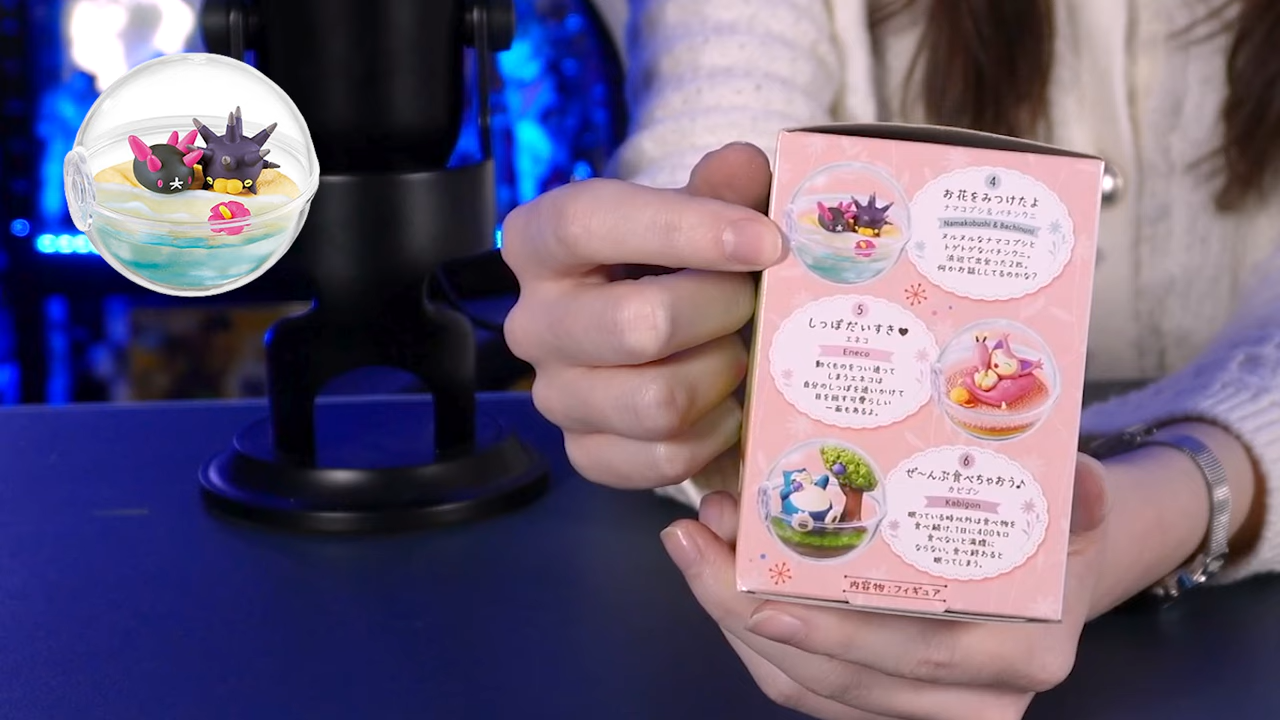 4
お花をみつけたよ
ナマコブシ&バチンウニ
Namakobushi & Bachinuni
ヌルヌルなナマコブシと
トゲトゲなバチンウニ。
浜辺で出会った2匹。
何かお話ししてるのかな?
5
しっぽだいすき♥
エネコ
Eneco
動くものをつい追って
しまうエネコは
自分のしっぽを追いかけて
目を回す可愛らしい
一面もあるよ。
6
ぜ〜んぶ食べちゃおう♪
カビゴン
Kabigon
眠っている時以外は食べ物を
食べ続け、1日に400キロ
食べないと満腹に
ならない。食べ終わると
眠ってしまう。
内容物:フィギュア